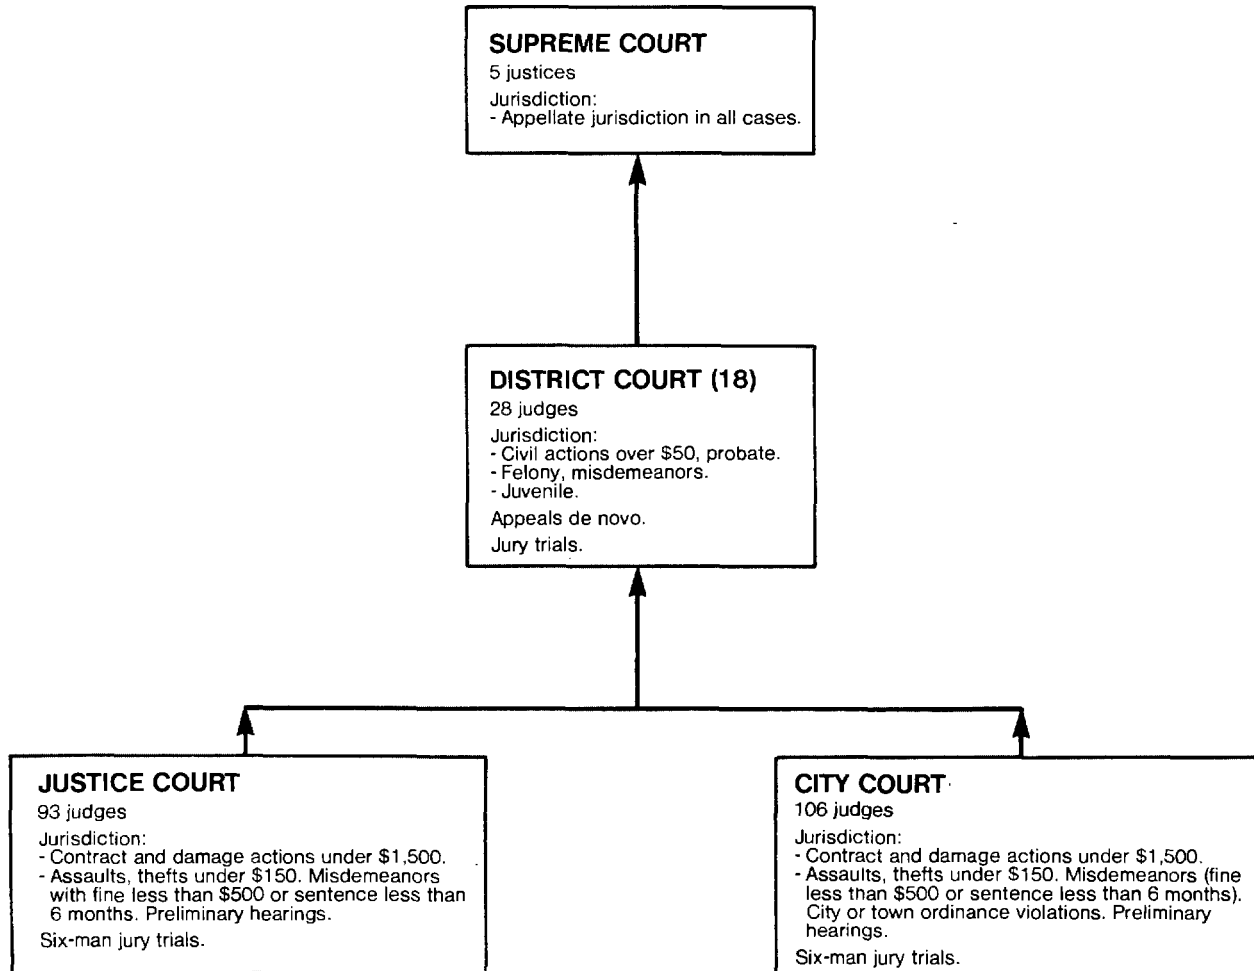 SUPREME COURT
5 justices
Jurisdiction:
- Appellate jurisdiction in all cases.
DISTRICT COURT (18)
28 judges
Jurisdiction:
- Civil actions over $50, probate.
- Felony, misdemeanors.
- Juvenile.
Appeals de novo.
Jury trials.
JUSTICE COURT
93 judges
Jurisdiction:
- Contract and damage actions under $1,500.
- Assaults, thefts under $150. Misdemeanors
with fine less than $500 or sentence less than
6 months. Preliminary hearings.
Six-man jury trials.
CITY COURT
106 judges
Jurisdiction:
- Contract and damage actions under $1,500.
- Assaults, thefts under $150. Misdemeanors (fine
less than $500 or sentence less than 6 months).
City or town ordinance violations. Preliminary
hearings.
Six-man jury trials.